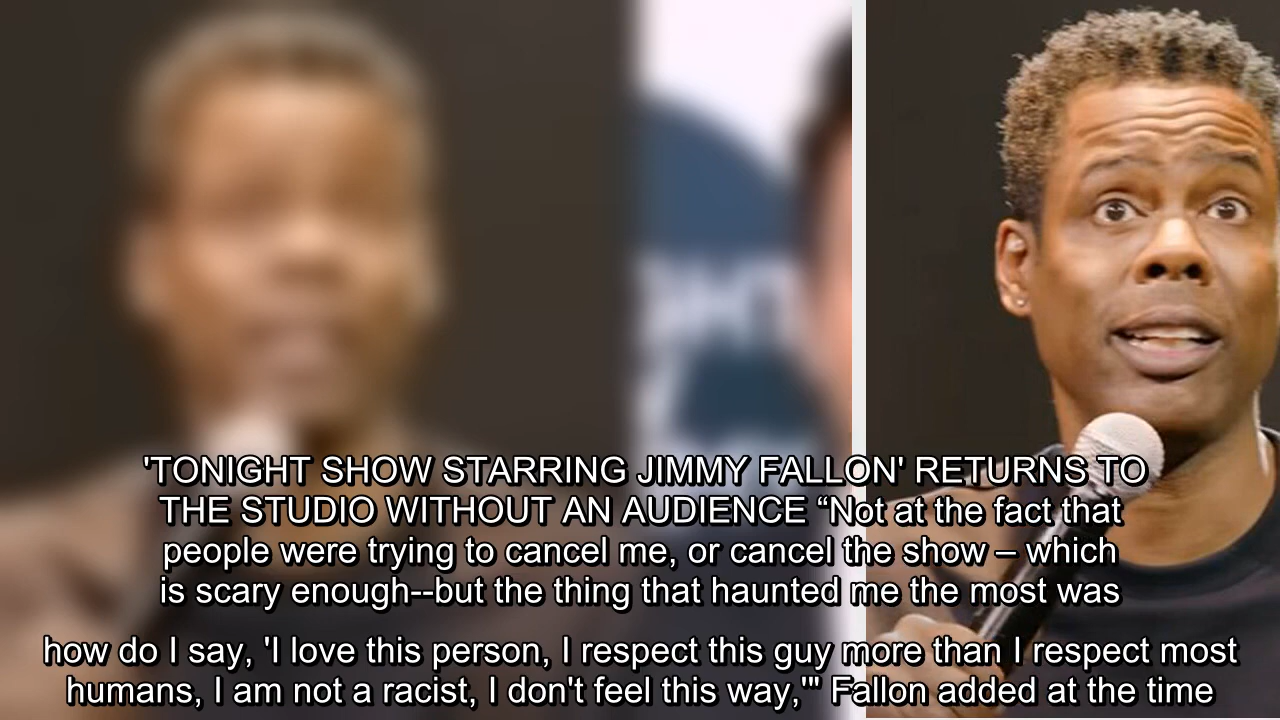 'TONIGHT SHOW STARRING JIMMY FALLON' RETURNS TO
THE STUDIO WITHOUT AN AUDIENCE “Not at the fact that
people were trying to cancel me, or cancel the show – which
is scary enough--but the thing that haunted me the most was
how do I say, 'I love this person, I respect this guy more than I respect most
humans, I am not a racist, I don't feel this way,'" Fallon added at the time